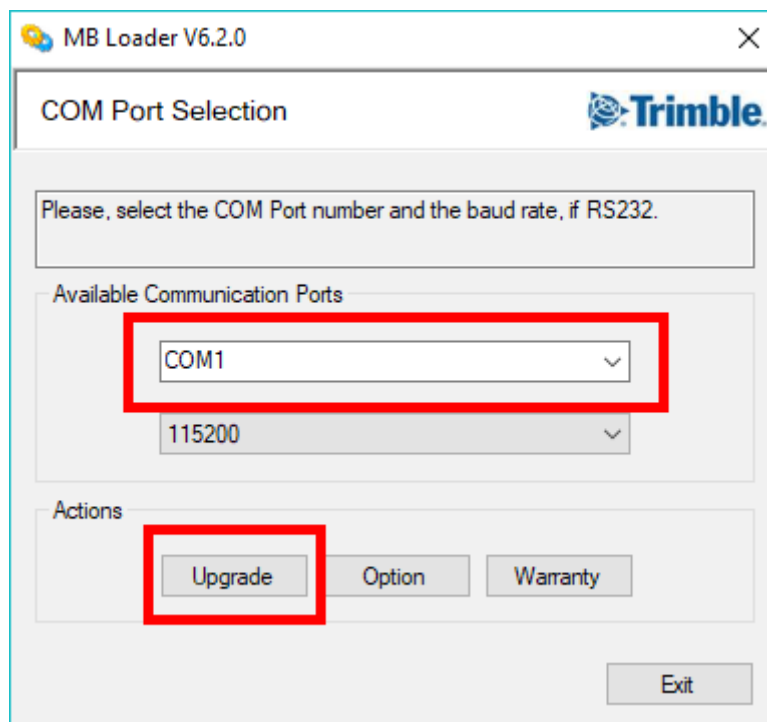 MB Loader V6.2.0
COM Port Selection
Trimble.
Please, select the COM Port number and the baud rate, if RS232.
Available Communication Ports
COM1
115200
Actions
Upgrade
Option
Warranty
Exit